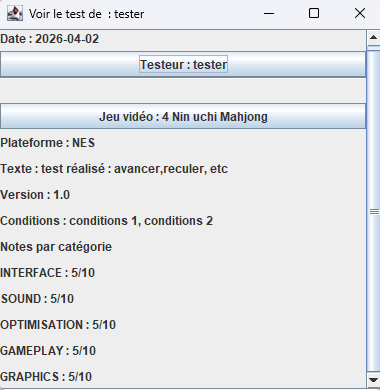 Voir le test de : tester
Date : 2026-04-02
Testeur : tester
Jeu vidéo : 4 Nin uchi Mahjong
Plateforme : NES
Texte : test réalisé : avancer,reculer, etc
Version : 1.0
Conditions : conditions 1, conditions 2
Notes par catégorie
INTERFACE : 5/10
SOUND : 5/10
OPTIMISATION : 5/10
GAMEPLAY : 5/10
GRAPHICS : 5/10